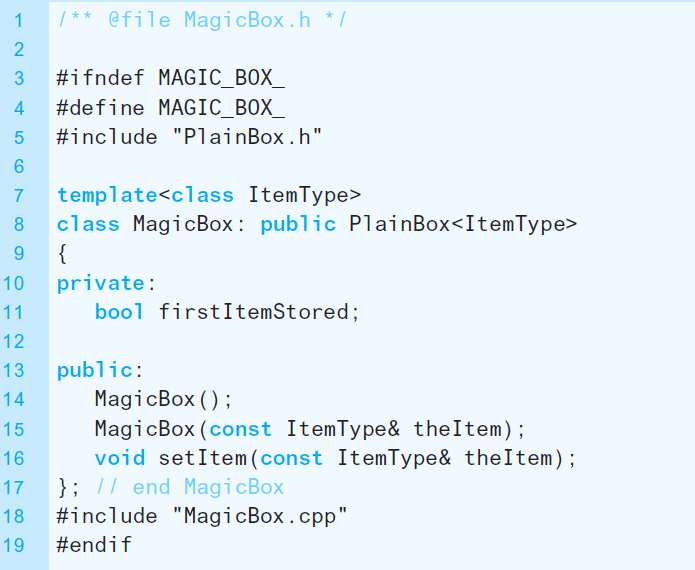 1 /** @file MagicBox.h */
2
3 #ifndef MAGIC_BOX_
4 #define MAGIC_BOX_
5 #include "PlainBox.h"
6
7 template<class ItemType>
8 class MagicBox: public PlainBox<ItemType>
9 {
10 private:
11    bool firstItemStored;
12
13 public:
14    MagicBox();
15    MagicBox(const ItemType& theItem);
16    void setItem(const ItemType& theItem);
17 }; // end MagicBox
18 #include "MagicBox.cpp"
19 #endif